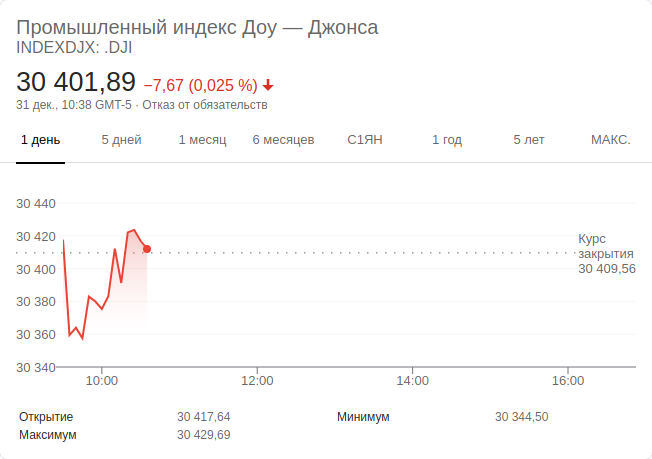 Промышленный индекс Доу — Джонса
INDEXDJX: .DJI
30 401,89 −7,67 (0,025 %)
31 дек., 10:38 GMT-5 · Отказ от обязательств
1 день 5 дней 1 месяц 6 месяцев С1ЯН 1 год 5 лет МАКС.
30 440
30 420
30 400
30 380
30 360
30 340
Курс
закрытия
30 409,56
10:00 12:00 14:00 16:00
Открытие 30 417,64 Минимум 30 344,50
Максимум 30 429,69